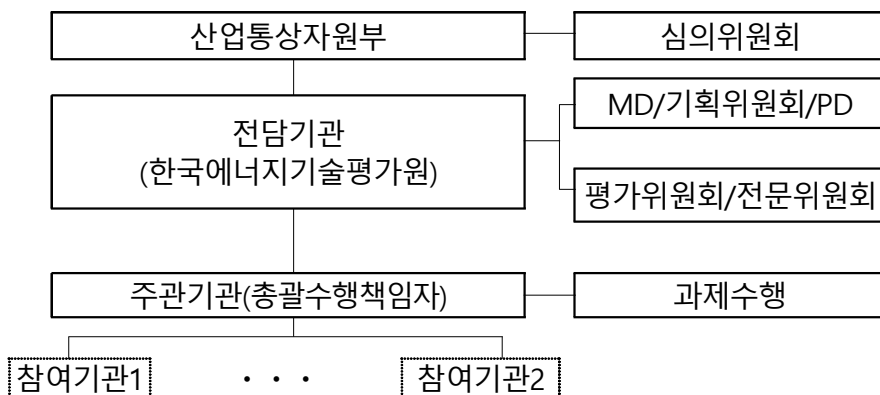 산업통상자원부
심의위원회
MD/기획위원회/PD
전담기관
(한국에너지기술평가원)
평가위원회/전문위원회
주관기관(총괄수행책임자)
과제수행
참여기관1
· · ·
참여기관2